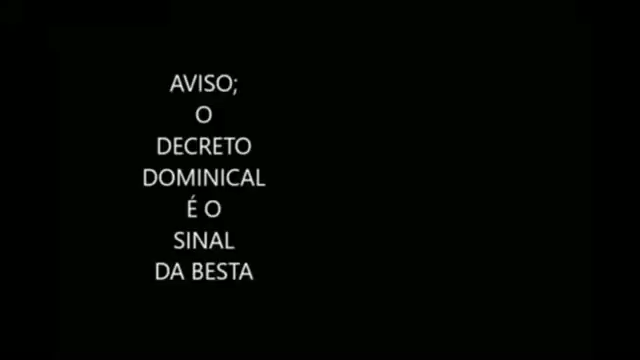 AVISO;
O
DECRETO
DOMINICAL
É O
SINAL
DA BESTA